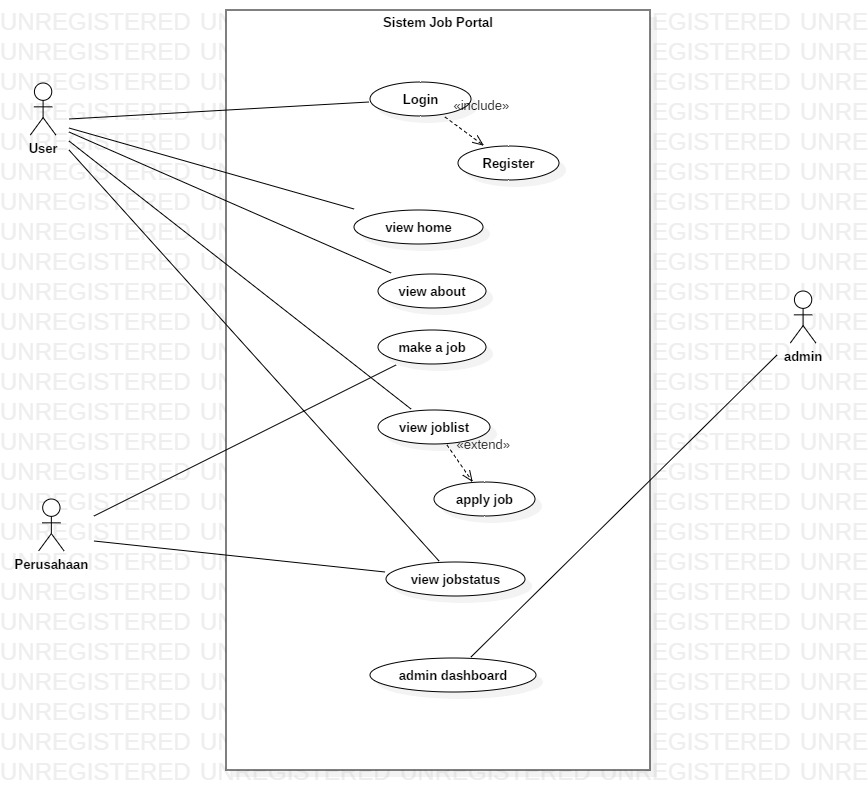 Sistem Job Portal
Login
«include»
User
Register
view home
view about
make a job
admin
view joblist
«extend»
apply job
Perusahaan
view jobstatus
admin dashboard
UNREGISTERED